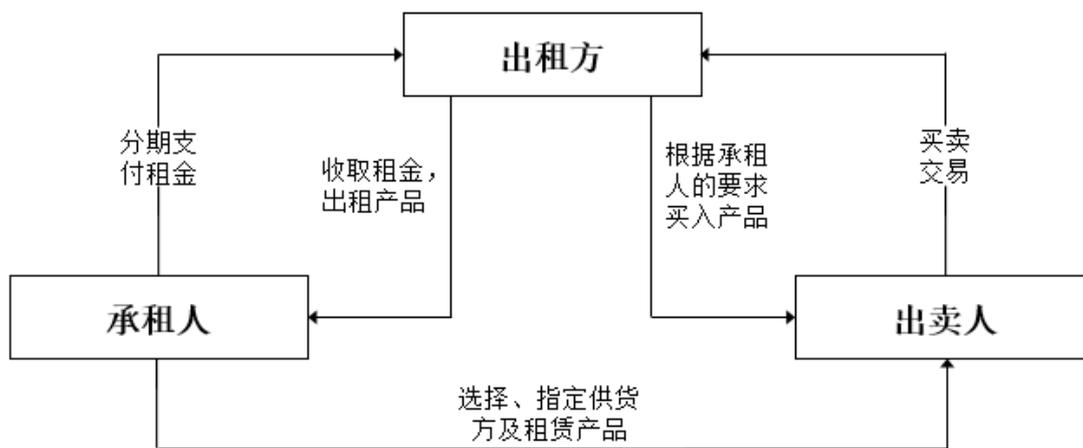 出租方
分期支
付租金
收取租金，
出租产品
根据承租
人的要求
买入产品
买卖
交易
承租人
出卖人
选择、指定供货
方及租赁产品